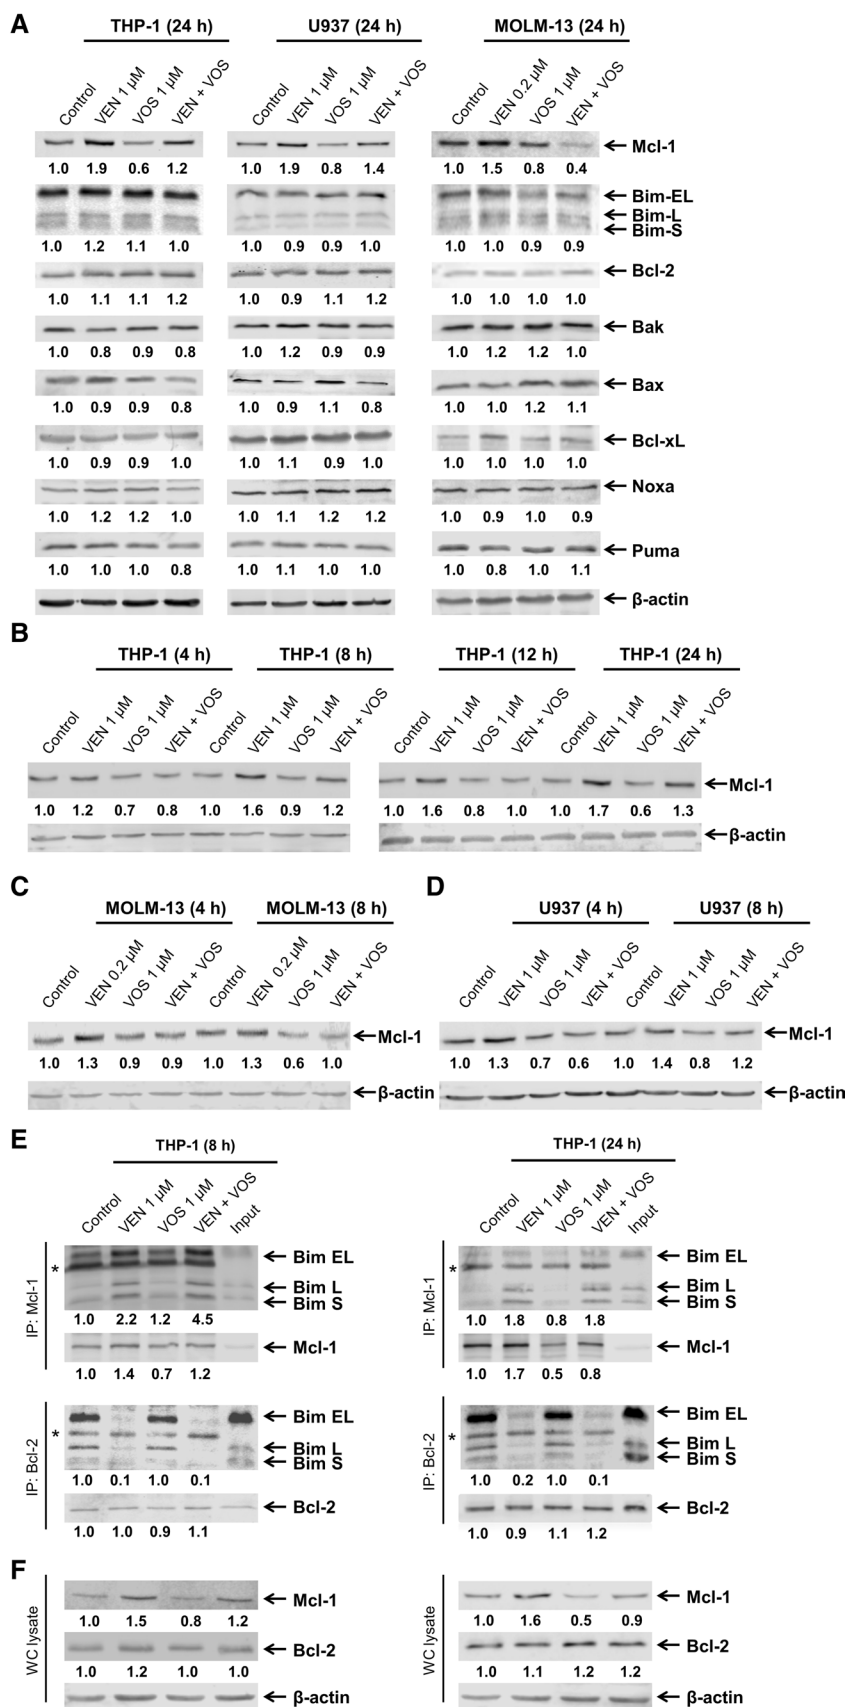 A
THP-1 (24 h) U937 (24 h) MOLM-13 (24 h)
Control VEN 1 µM VOS 1 µM VEN + VOS Control VEN 1 µM VOS 1 µM VEN + VOS Control VEN 0.2 µM VOS 1 µM VEN + VOS
Mcl-1
1.0 1.9 0.6 1.2 1.0 1.9 0.8 1.4 1.0 1.5 0.8 0.4
Bim-EL
Bim-L
Bim-S
1.0 1.2 1.1 1.0 1.0 0.9 0.9 1.0 1.0 1.0 0.9 0.9
Bcl-2
1.0 1.1 1.1 1.2 1.0 0.9 1.1 1.2 1.0 1.0 1.0 1.0
Bak
1.0 0.8 0.9 0.8 1.0 1.2 0.9 0.9 1.0 1.2 1.2 1.0
Bax
1.0 0.9 0.9 0.8 1.0 0.9 1.1 0.8 1.0 1.0 1.2 1.1
Bcl-xL
1.0 0.9 0.9 1.0 1.0 1.1 0.9 1.0 1.0 1.0 1.0 1.0
Noxa
1.0 1.2 1.2 1.0 1.0 1.1 1.2 1.2 1.0 0.9 1.0 0.9
Puma
1.0 1.0 1.0 0.8 1.0 1.1 1.0 1.0 1.0 0.8 1.0 1.1
β-actin
B
THP-1 (4 h) THP-1 (8 h) THP-1 (12 h) THP-1 (24 h)
Control VEN 1 µM VOS 1 µM VEN + VOS Control VEN 1 µM VOS 1 µM VEN + VOS Control VEN 1 µM VOS 1 µM VEN + VOS Control VEN 1 µM VOS 1 µM VEN + VOS
Mcl-1
1.0 1.2 0.7 0.8 1.0 1.6 0.9 1.2 1.0 1.6 0.8 1.0 1.0 1.7 0.6 1.3
β-actin
C
MOLM-13 (4 h) MOLM-13 (8 h)
Control VEN 0.2 µM VOS 1 µM VEN + VOS Control VEN 0.2 µM VOS 1 µM VEN + VOS
Mcl-1
1.0 1.3 0.9 0.9 1.0 1.3 0.6 1.0
β-actin
D
U937 (4 h) U937 (8 h)
Control VEN 1 µM VOS 1 µM VEN + VOS Control VEN 1 µM VOS 1 µM VEN + VOS
Mcl-1
1.0 1.3 0.7 0.6 1.0 1.4 0.8 1.2
β-actin
E
THP-1 (8 h)
Control VEN 1 µM VOS 1 µM VEN + VOS Input
IP: Mcl-1
Bim EL
*
Bim L
Bim S
1.0 2.2 1.2 4.5
Mcl-1
1.0 1.4 0.7 1.2
IP: Bcl-2
Bim EL
*
Bim L
Bim S
1.0 0.1 1.0 0.1
Bcl-2
1.0 1.0 0.9 1.1
THP-1 (24 h)
Control VEN 1 µM VOS 1 µM VEN + VOS Input
IP: Mcl-1
Bim EL
*
Bim L
Bim S
1.0 1.8 0.8 1.8
Mcl-1
1.0 1.7 0.5 0.8
IP: Bcl-2
Bim EL
*
Bim L
Bim S
1.0 0.2 1.0 0.1
Bcl-2
1.0 0.9 1.1 1.2
F
WC lysate
Mcl-1
1.0 1.5 0.8 1.2
Bcl-2
1.0 1.2 1.0 1.0
β-actin
WC lysate
Mcl-1
1.0 1.6 0.5 0.9
Bcl-2
1.0 1.1 1.2 1.2
β-actin